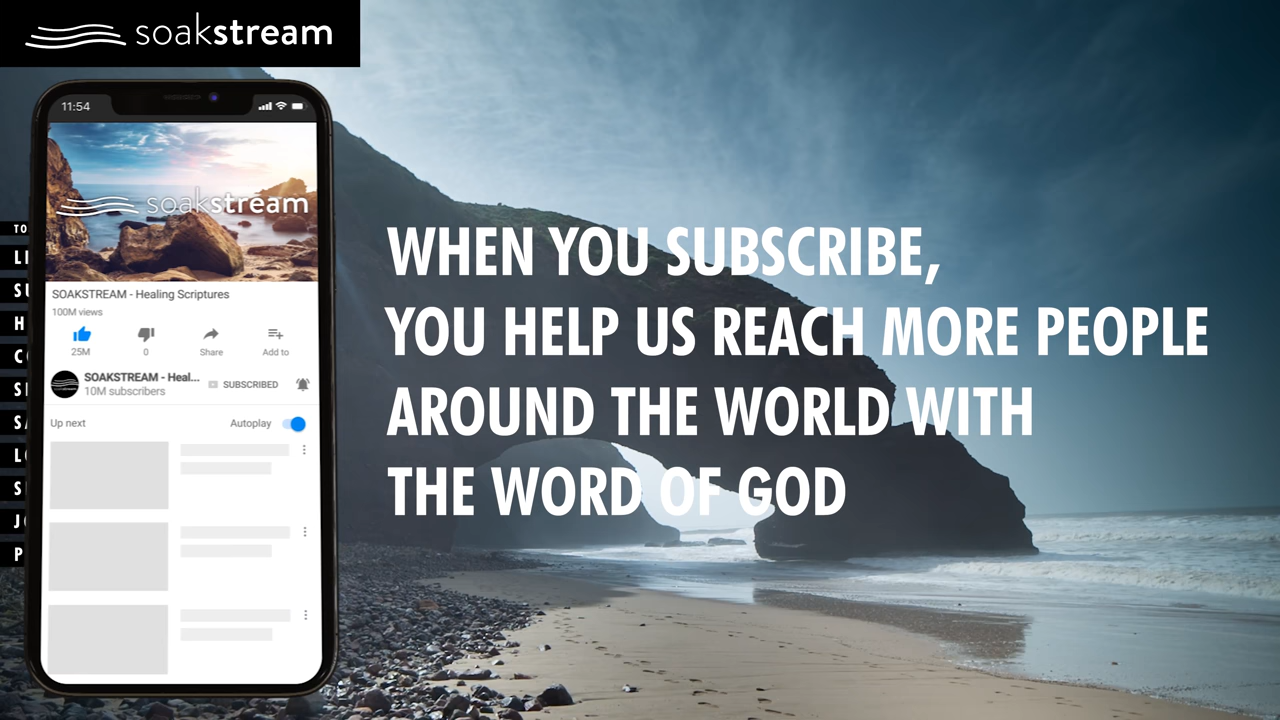 soakstream
11:54
soakstream
SOAKSTREAM - Healing Scriptures
100M views
25M
0
Share
Add to
SOAKSTREAM - Heal...
10M subscribers
SUBSCRIBED
Up next
Autoplay
WHEN YOU SUBSCRIBE,
YOU HELP US REACH MORE PEOPLE
AROUND THE WORLD WITH
THE WORD OF GOD